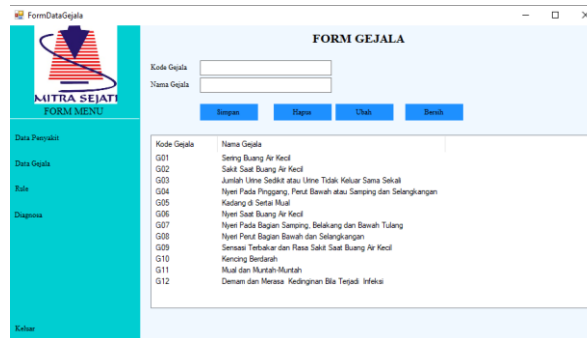 FormDataGejala
MITRA SEJATI
FORM MENU
Data Penyakit
Data Gejala
Rule
Diagnosa
Keluar
FORM GEJALA
Kode Gejala
Nama Gejala
Simpan Hapus Ubah Bersih
Kode Gejala Nama Gejala
G01 Sering Buang Air Kecil
G02 Sakit Saat Buang Air Kecil
G03 Jumlah Urine Sedikit atau Urine Tidak Keluar Sama Sekali
G04 Nyeri Pada Pinggang, Perut Bawah atau Samping dan Selangkangan
G05 Kadang di Sertai Mual
G06 Nyeri Saat Buang Air Kecil
G07 Nyeri Pada Bagian Samping, Belakang dan Bawah Tulang
G08 Nyeri Perut Bagian Bawah dan Selangkangan
G09 Sensasi Terbakar dan Rasa Sakit Saat Buang Air Kecil
G10 Kencing Berdarah
G11 Mual dan Muntah-Muntah
G12 Demam dan Merasa Kedinginan Bila Terjadi Infeksi